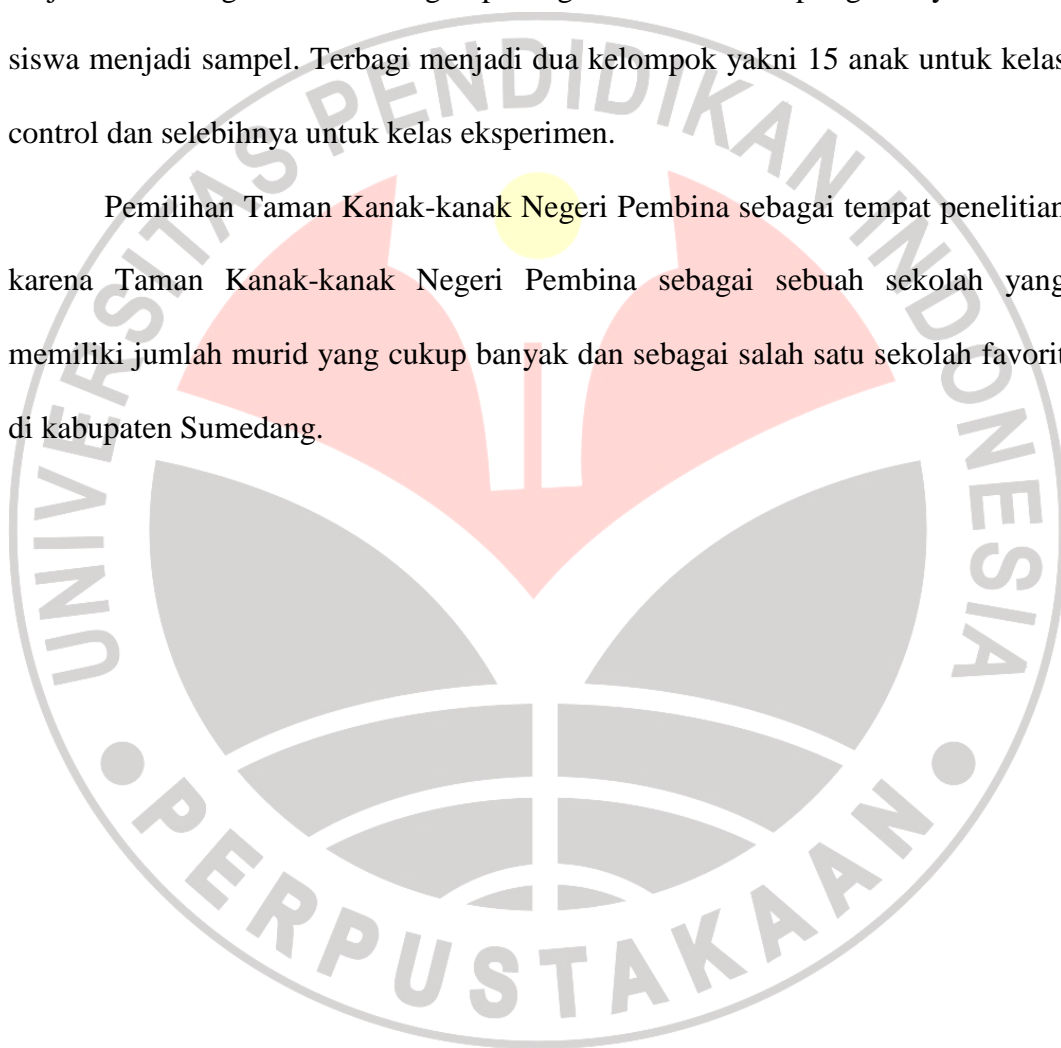 siswa menjadi sampel. Terbagi menjadi dua kelompok yakni 15 anak untuk kelas
control dan selebihnya untuk kelas eksperimen.
Pemilihan Taman Kanak-kanak Negeri Pembina sebagai tempat penelitian
karena Taman Kanak-kanak Negeri Pembina sebagai sebuah sekolah yang
memiliki jumlah murid yang cukup banyak dan sebagai salah satu sekolah favorit
di kabupaten Sumedang.
UNIVERSITAS PENDIDIKAN INDONESIA
PERPUSTAKAAN